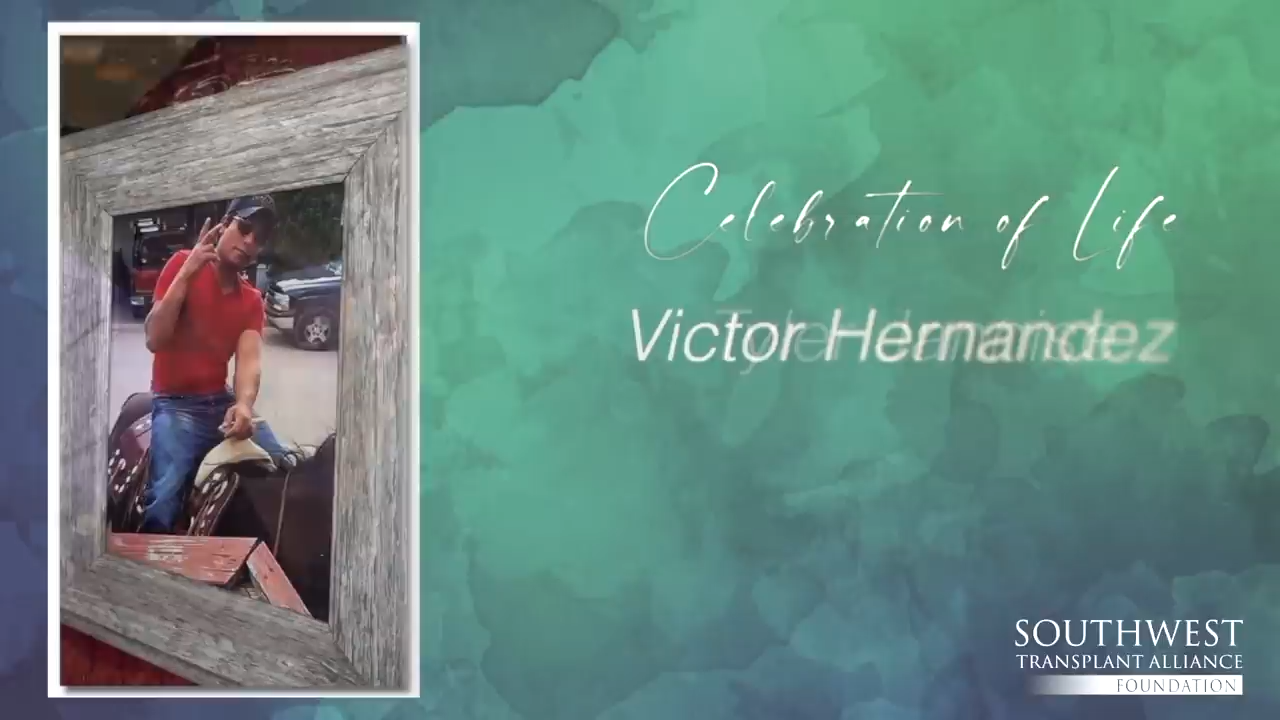 Celebration of Life
Victor Hernandez
SOUTHWEST
TRANSPLANT ALLIANCE
FOUNDATION